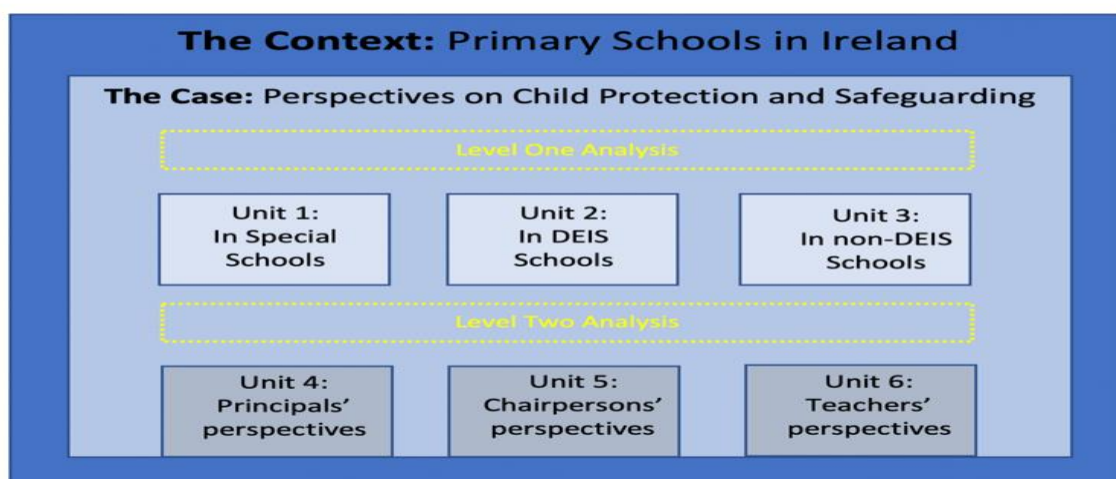 The Context: Primary Schools in Ireland
The Case: Perspectives on Child Protection and Safeguarding
Level One Analysis
Unit 1:
In Special
Schools
Unit 2:
In DEIS
Schools
Unit 3:
In non-DEIS
Schools
Level Two Analysis
Unit 4:
Principals’
perspectives
Unit 5:
Chairpersons’
perspectives
Unit 6:
Teachers’
perspectives